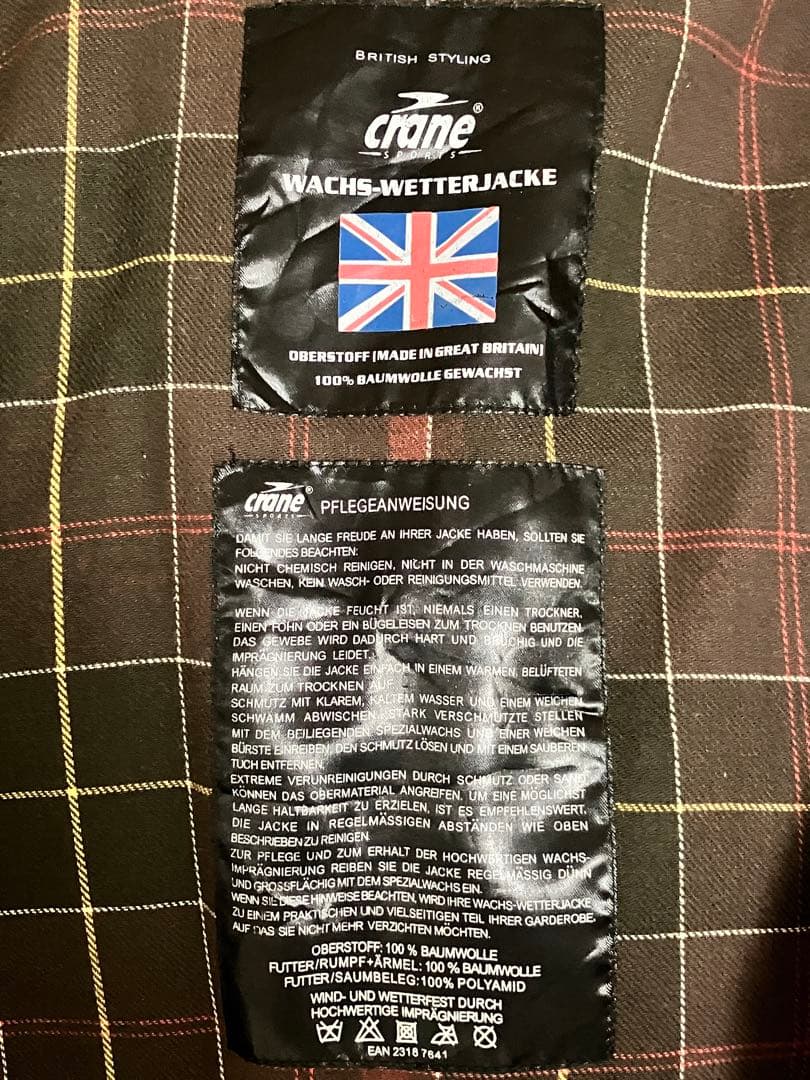 BRITISH STYLING
crane®
SPORTS
WACHS-WETTERJACKE
OBERSTOFF (MADE IN GREAT BRITAIN)
100% BAUMWOLLE GEWACHST
crane® PFLEGEANWEISUNG
SPORTS
DAMIT SIE LANGE FREUDE AN IHRER JACKE HABEN, SOLLTEN SIE
FOLGENDES BEACHTEN:
NICHT CHEMISCH REINIGEN, NICHT IN DER WASCHMASCHINE
WASCHEN, KEIN WASCH- ODER REINIGUNGSMITTEL VERWENDEN.
WENN DIE JACKE FEUCHT IST, NIEMALS EINEN TROCKNER,
EINEN FÖHN ODER EIN BÜGELEISEN ZUM TROCKNEN BENUTZEN.
DAS GEWEBE WIRD DADURCH HART UND BRÜCHIG UND DIE
IMPRÄGNIERUNG LEIDET.
HÄNGEN SIE DIE JACKE EINFACH IN EINEM WARMEN, BELÜFTETEN
RAUM ZUM TROCKNEN AUF.
SCHMUTZ MIT KLAREM, KALTEM WASSER UND EINEM WEICHEN
SCHWAMM ABWISCHEN. STARK VERSCHMUTZTE STELLEN
MIT DEM BEILIEGENDEN SPEZIALWACHS UND EINER WEICHEN
BÜRSTE EINREIBEN, DEN SCHMUTZ LÖSEN UND MIT EINEM SAUBEREN
TUCH ENTFERNEN.
EXTREME VERUNREINIGUNGEN DURCH SCHMUTZ ODER SAND
KÖNNEN DAS OBERMATERIAL ANGREIFEN. UM EINE MÖGLICHST
LANGE HALTBARKEIT ZU ERZIELEN, IST ES EMPFEHLENSWERT,
DIE JACKE IN REGELMÄSSIGEN ABSTÄNDEN WIE OBEN
BESCHRIEBEN ZU REINIGEN.
ZUR PFLEGE UND ZUM ERHALT DER HOCHWERTIGEN WACHS-
IMPRÄGNIERUNG REIBEN SIE DIE JACKE REGELMÄSSIG DÜNN
UND GROSSFLÄCHIG MIT DEM SPEZIALWACHS EIN.
WENN SIE DIESE HINWEISE BEACHTEN, WIRD IHRE WACHS-WETTERJACKE
ZU EINEM PRAKTISCHEN UND VIELSEITIGEN TEIL IHRER GARDEROBE,
AUF DAS SIE NICHT MEHR VERZICHTEN MÖCHTEN.
OBERSTOFF: 100 % BAUMWOLLE
FUTTER/RUMPF+ÄRMEL: 100 % BAUMWOLLE
FUTTER/SAUMBELEG: 100% POLYAMID
WIND- UND WETTERFEST DURCH
HOCHWERTIGE IMPRÄGNIERUNG
EAN 2316 7641